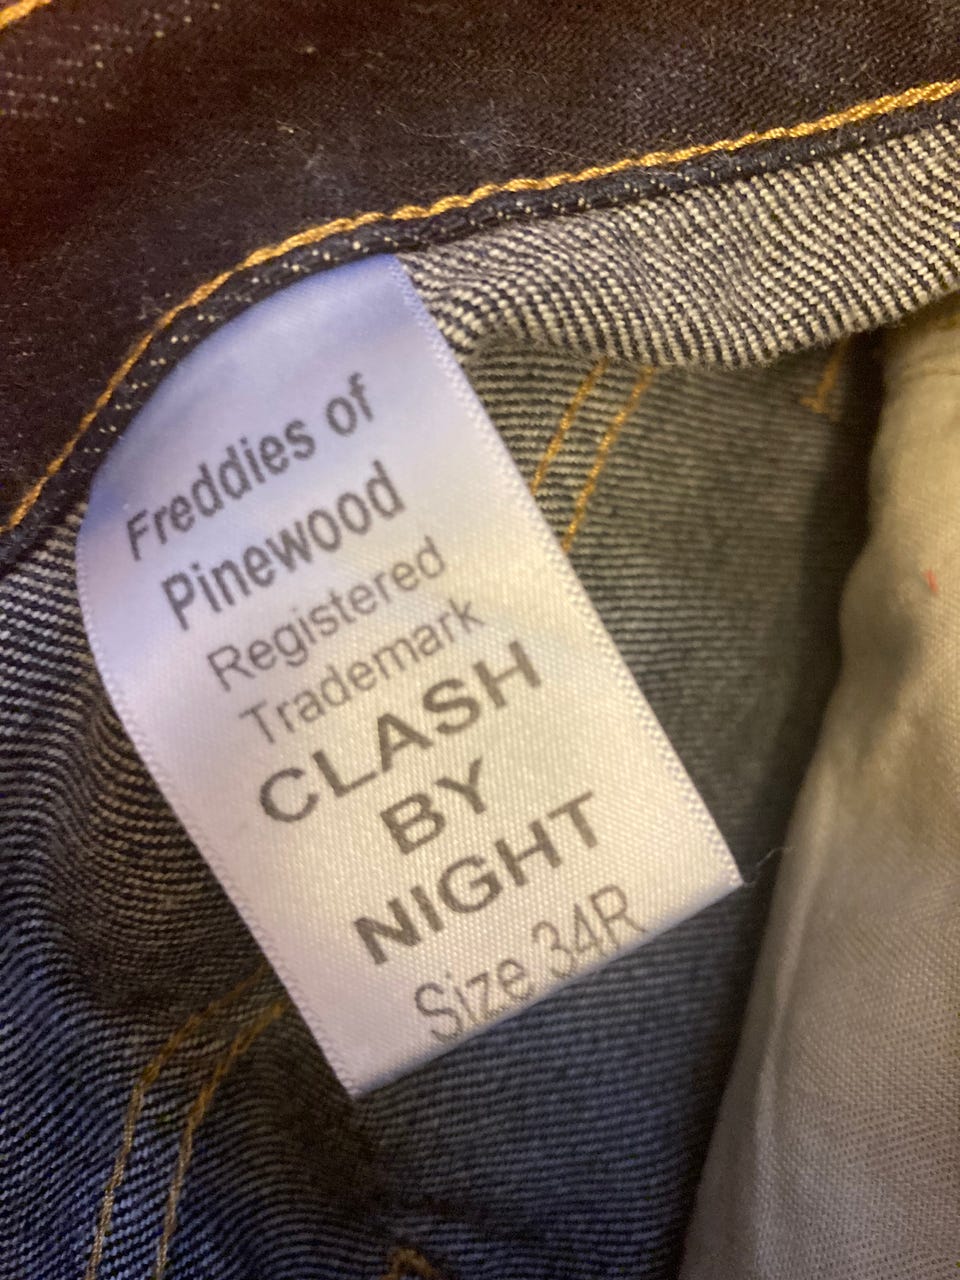 Freddies of
Pinewood
Registered
Trademark
CLASH
BY
NIGHT
Size 34R